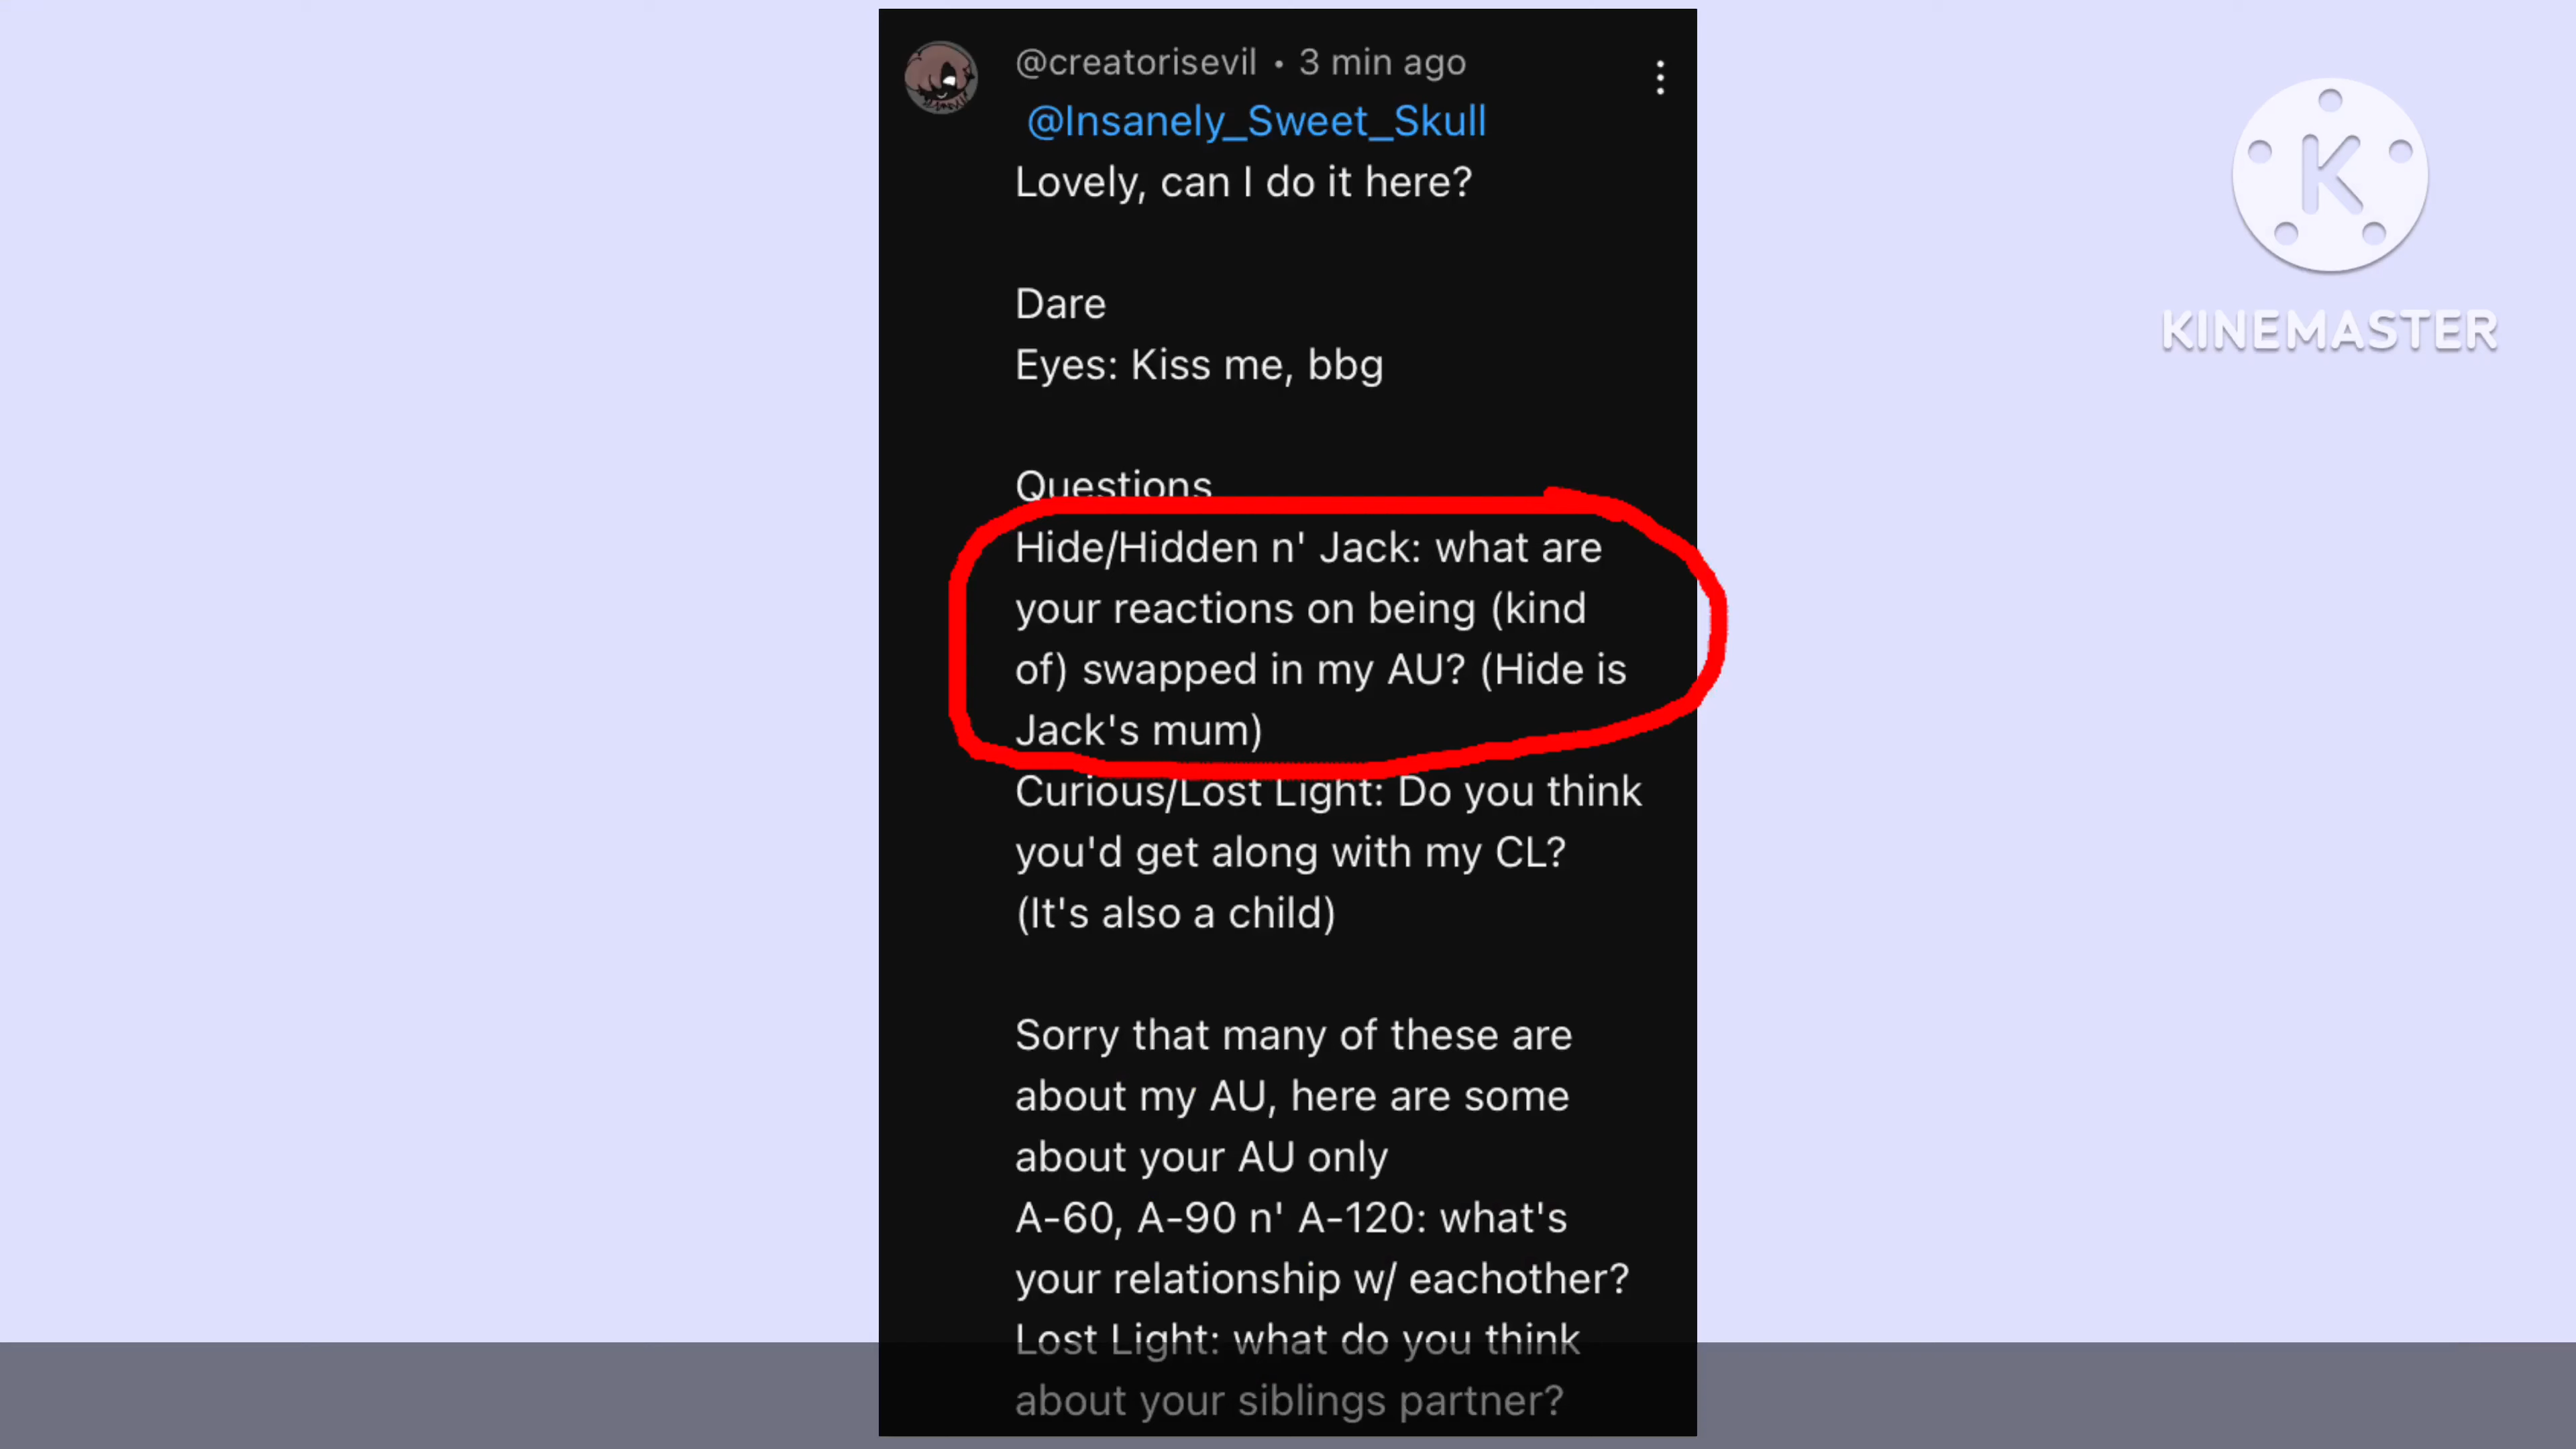 @creatorisevil • 3 min ago
@Insanely_Sweet_Skull
Lovely, can I do it here?
Dare
Eyes: Kiss me, bbg
Questions
Hide/Hidden n' Jack: what are
your reactions on being (kind
of) swapped in my AU? (Hide is
Jack's mum)
Curious/Lost Light: Do you think
you'd get along with my CL?
(It's also a child)
Sorry that many of these are
about my AU, here are some
about your AU only
A-60, A-90 n' A-120: what's
your relationship w/ eachother?
Lost Light: what do you think
about your siblings partner?
K
KINEMASTER